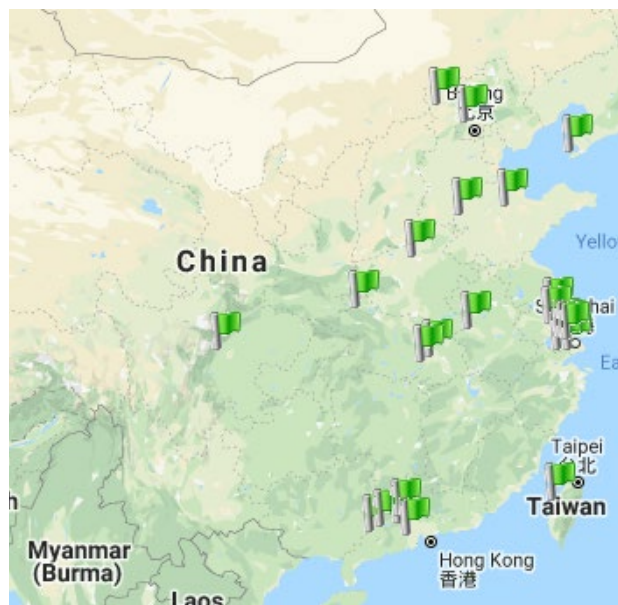 北京
China
Yello
Ea
Taipei
台北
Taiwan
Myanmar
(Burma)
Hong Kong
香港
Laos